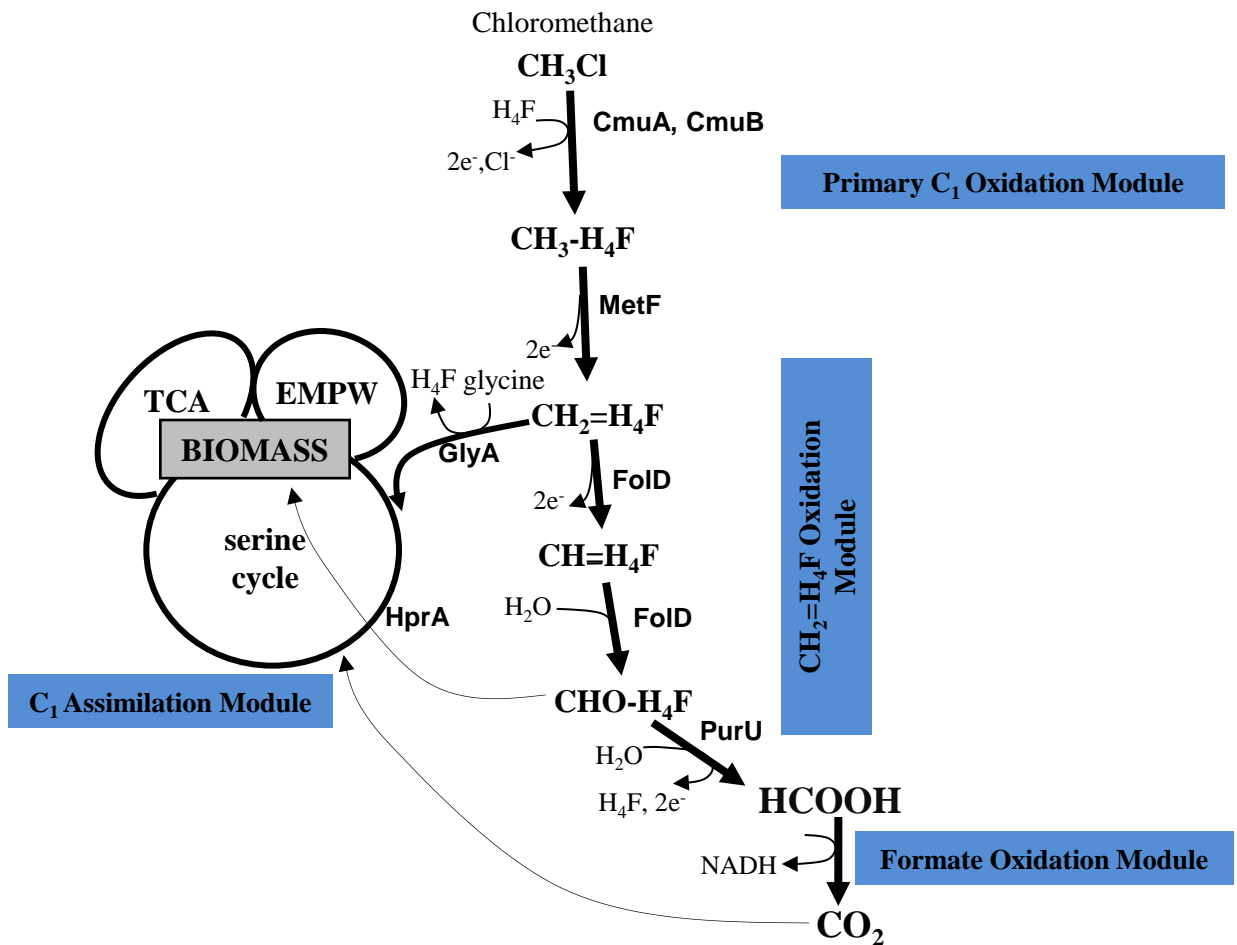 Chloromethane
CH₃Cl
H₄F
CmuA, CmuB
2e⁻,Cl⁻
Primary C₁ Oxidation Module
CH₃-H₄F
MetF
2e⁻
H₄F glycine
TCA
EMPW
CH₂=H₄F
BIOMASS
GlyA
FolD
2e⁻
CH₂=H₄F Oxidation
Module
serine
cycle
CH=H₄F
H₂O
FolD
HprA
C₁ Assimilation Module
CHO-H₄F
PurU
H₂O
H₄F, 2e⁻
HCOOH
NADH
Formate Oxidation Module
CO₂